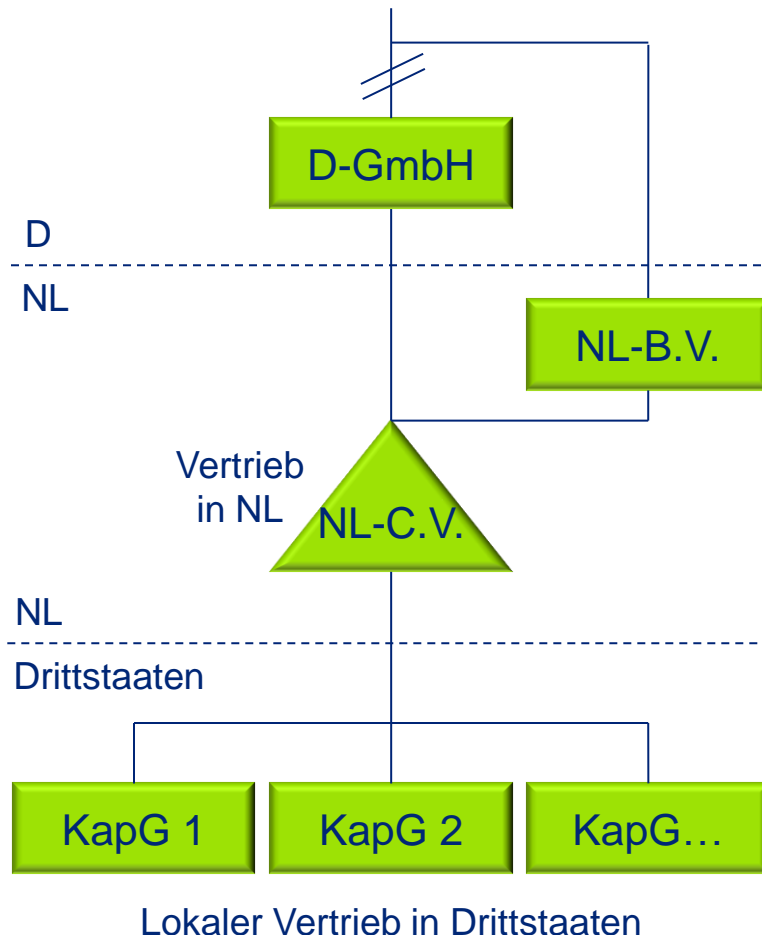 D-GmbH
D
NL
NL-B.V.
Vertrieb
in NL
NL-C.V.
NL
Drittstaaten
KapG 1
KapG 2
KapG…
Lokaler Vertrieb in Drittstaaten